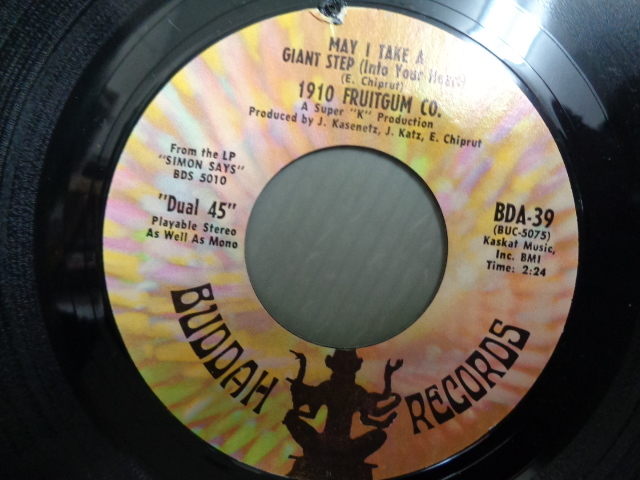 MAY I TAKE A
GIANT STEP (Into Your Heart)
(E. Chiprut)
1910 FRUITGUM CO.
A Super "K" Production
Produced by J. Kasenetz, J. Katz, E. Chiprut
From the LP
"SIMON SAYS"
BDS 5010
"Dual 45"
Playable Stereo
As Well As Mono
BDA-39
(BUC-5075)
Kaskat Music,
Inc. BMI
Time: 2:24
BUDDAH RECORDS